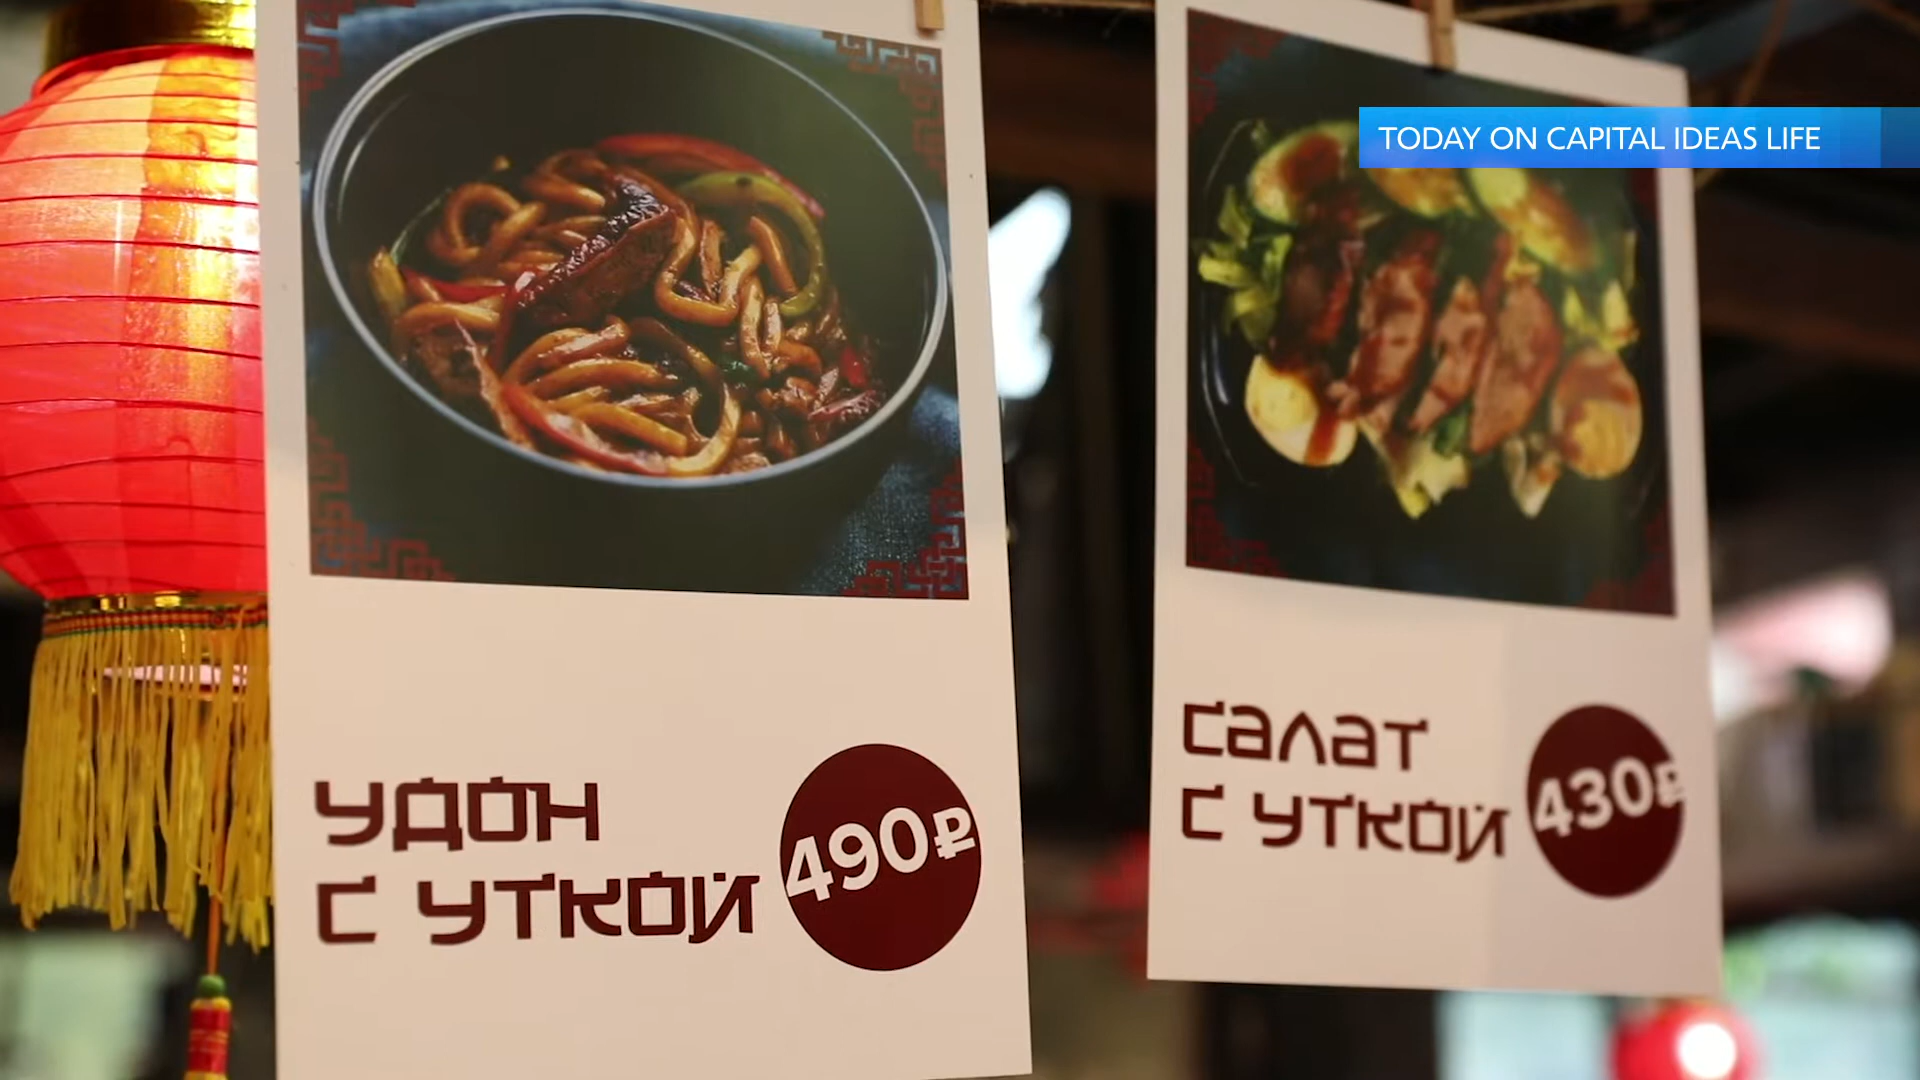 TODAY ON CAPITAL IDEAS LIFE
УДОН
С УТКОЙ
490₽
САЛАТ
С УТКОЙ
430₽